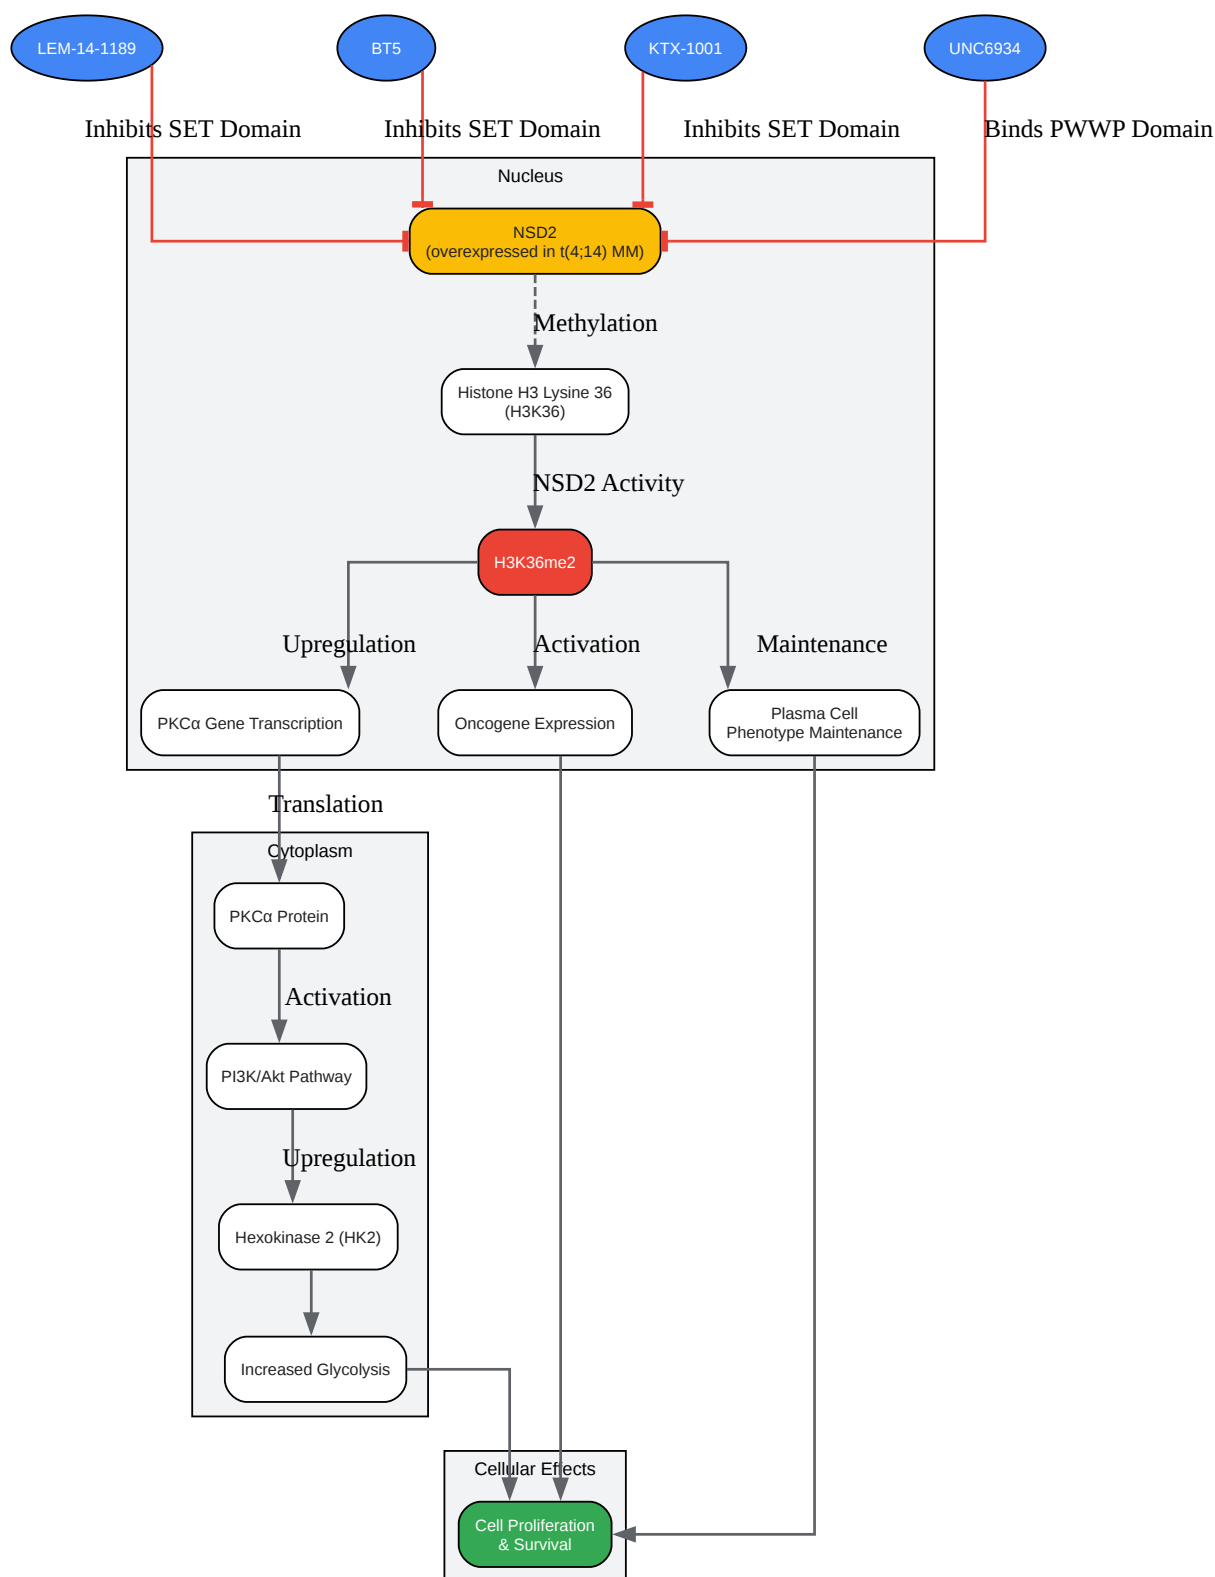 LEM-14-1189
BT5
KTX-1001
UNC6934
Inhibits SET Domain
Inhibits SET Domain
Inhibits SET Domain
Binds PWWP Domain
Nucleus
NSD2
(overexpressed in t(4;14) MM)
Methylation
Histone H3 Lysine 36
(H3K36)
NSD2 Activity
H3K36me2
Upregulation
Activation
Maintenance
PKCα Gene Transcription
Oncogene Expression
Plasma Cell
Phenotype Maintenance
Translation
Cytoplasm
PKCα Protein
Activation
PI3K/Akt Pathway
Upregulation
Hexokinase 2 (HK2)
Increased Glycolysis
Cellular Effects
Cell Proliferation
& Survival